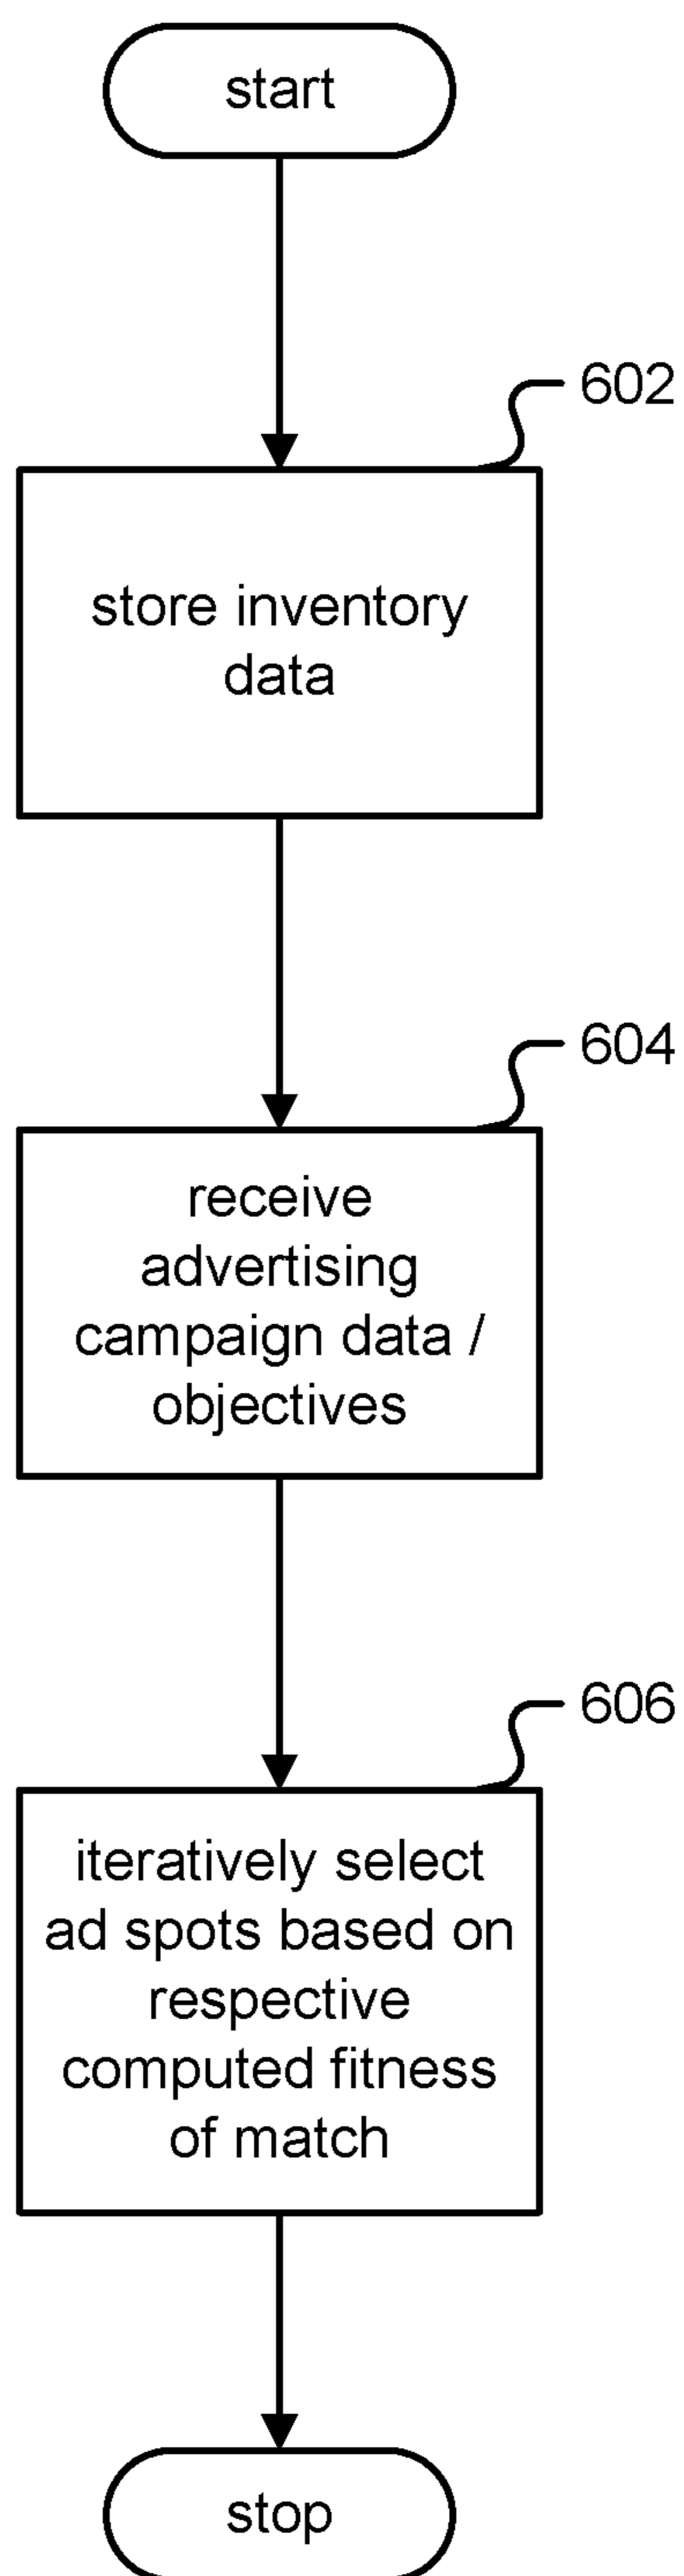 start
602
store inventory
data
604
receive
advertising
campaign data /
objectives
606
iteratively select
ad spots based on
respective
computed fitness
of match
stop